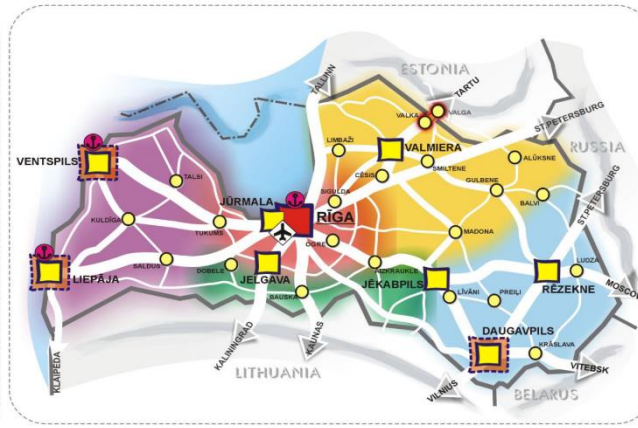 ESTONIA
TALLINN
TARTU
VALKA
VALGA
ST.PETERSBURG
RUSSIA
VENTSPILS
TALSI
LIMBAŽI
VALMIERA
CĒSIS
SMILTENE
ALŪKSNE
GULBENE
ST.PETERSBURG
SIGULDA
JŪRMALA
RĪGA
BALVI
KULDĪGA
TUKUMS
OGRE
MADONA
LIEPĀJA
SALDUS
DOBELE
JELGAVA
AIZKRAUKLE
JĒKABPILS
LĪVĀNI
PREIĻI
RĒZEKNE
LUDZA
MOSCOW
BAUSKA
DAUGAVPILS
KRĀSLAVA
KLAIPEDA
KALININGRAD
KAUNAS
LITHUANIA
VILNIUS
VITEBSK
BELARUS